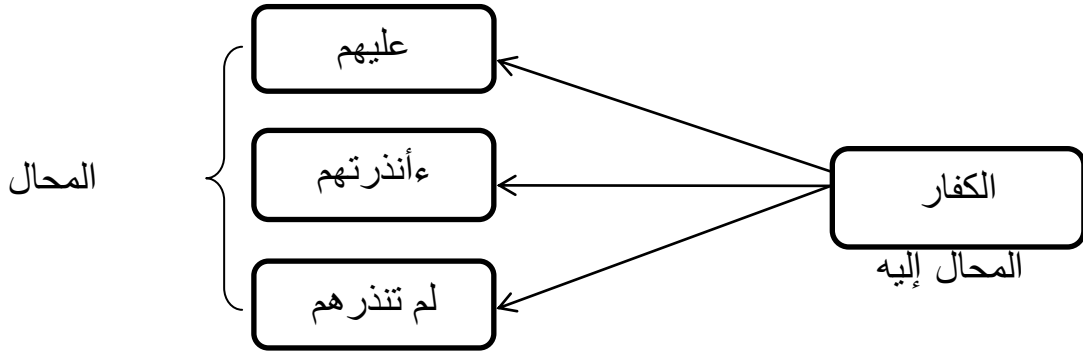 الكفار
المحال إليه
عليهم
ءأنذرتهم
لم تنذرهم
المحال